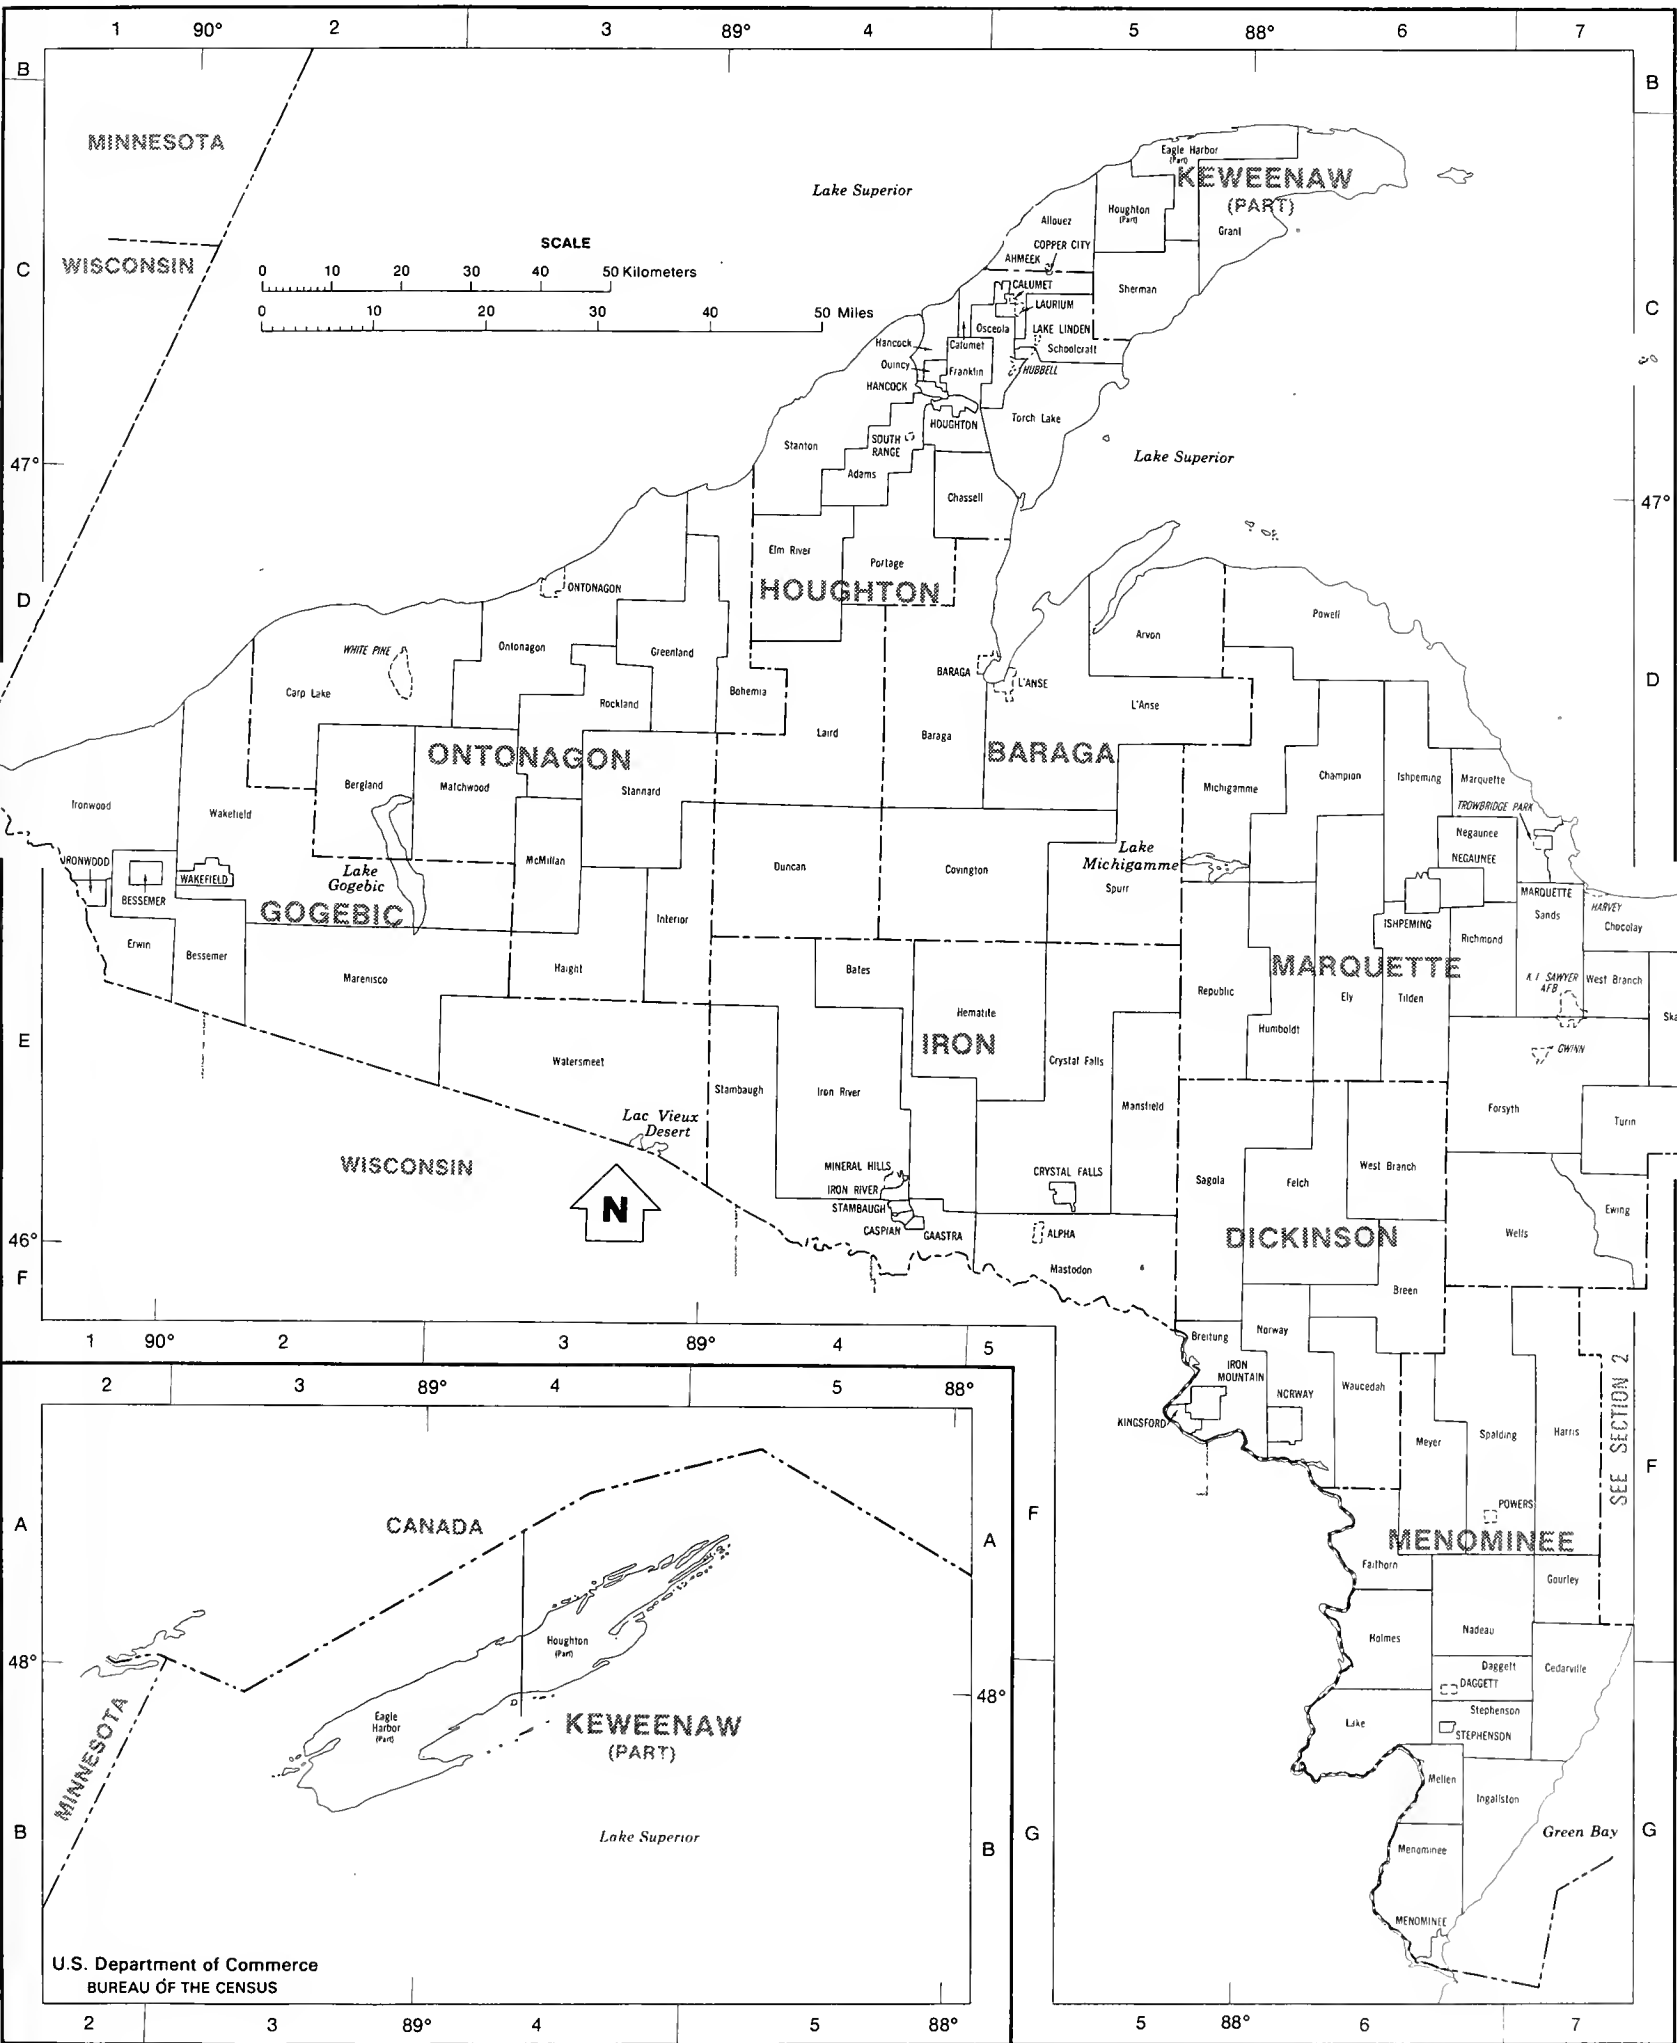 1 90° 2 3 89° 4 5 88° 6 7
B
B
MINNESOTA
Eagle Harbor
(Part)
KEWEENAW
(PART)
Lake Superior
Houghton
(Part)
Allouez
Grant
COPPER CITY
SCALE
AHMEEK
WISCONSIN
C
0 10 20 30 40 50 Kilometers
CALUMET
Sherman
LAURIUM
C
0 10 20 30 40 50 Miles
Osceola
LAKE LINDEN
Hancock
Calumet
Schoolcraft
Quincy
Franklin
HUBBELL
HANCOCK
HOUGHTON
Torch Lake
SOUTH
RANGE
Stanton
Lake Superior
47°
Adams
Chassell
47°
Elm River
Portage
HOUGHTON
ONTONAGON
D
Powell
Arvon
WHITE PINE
Ontonagon
Greenland
BARAGA
L'ANSE
D
Carp Lake
Bohemia
Rockland
L'Anse
Laird
Baraga
ONTONAGON
BARAGA
Bergland
Matchwood
Stannard
Michigamme
Champion
Ishpeming
Marquette
Ironwood
Wakefield
TROWBRIDGE PARK
Negaunee
IRONWOOD
McMillan
Lake
Michigamme
NEGAUNEE
Lake
Gogebic
Duncan
Covington
Spurr
WAKEFIELD
BESSEMER
MARQUETTE
GOGEBIC
Interior
HARVEY
Sands
ISHPEMING
Chocolay
Erwin
Bessemer
Richmond
Marenisco
Haight
Bates
MARQUETTE
K. I. SAWYER
AFB
West Branch
Republic
Ely
Tilden
Hematite
Ska
Humboldt
E
IRON
GWINN
Watersmeet
Crystal Falls
Stambaugh
Iron River
Mansfield
Forsyth
Turin
Lac Vieux
Desert
WISCONSIN
MINERAL HILLS
CRYSTAL FALLS
West Branch
Sagola
Felch
N
IRON RIVER
STAMBAUGH
Ewing
CASPIAN
GAASTRA
ALPHA
DICKINSON
Wells
46°
F
Mastodon
Breen
1 90° 2 3 89° 4 5
Breitung
Norway
IRON
MOUNTAIN
NORWAY
Waucedah
KINGSFORD
SEE SECTION 2
2 3 89° 4 5 88°
Meyer
Spalding
Harris
F
POWERS
F
A
CANADA
A
MENOMINEE
Faithorn
Gourley
Houghton
(Part)
Holmes
Nadeau
48°
Daggett
Cedarville
DAGGETT
48°
Stephenson
Eagle
Harbor
(Part)
KEWEENAW
(PART)
Lake
STEPHENSON
MINNESOTA
Mellen
Ingallston
B
Lake Superior
B
G
Green Bay
G
Menominee
MENOMINEE
U.S. Department of Commerce
BUREAU OF THE CENSUS
2 3 89° 4 5 88°
5 88° 6 7